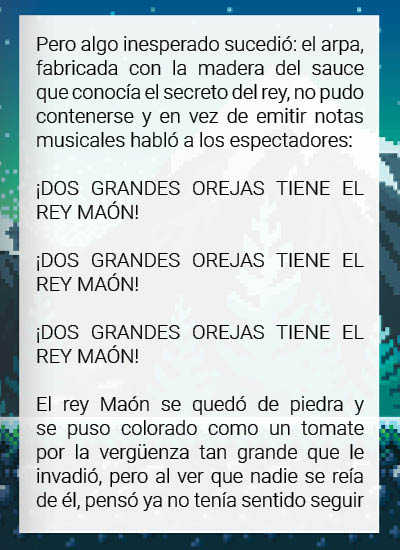 Pero algo inesperado sucedió: el arpa,
fabricada con la madera del sauce
que conocía el secreto del rey, no pudo
contenerse y en vez de emitir notas
musicales habló a los espectadores:
¡DOS GRANDES OREJAS TIENE EL
REY MAÓN!
¡DOS GRANDES OREJAS TIENE EL
REY MAÓN!
¡DOS GRANDES OREJAS TIENE EL
REY MAÓN!
El rey Maón se quedó de piedra y
se puso colorado como un tomate
por la vergüenza tan grande que le
invadió, pero al ver que nadie se reía
de él, pensó ya no tenía sentido seguir